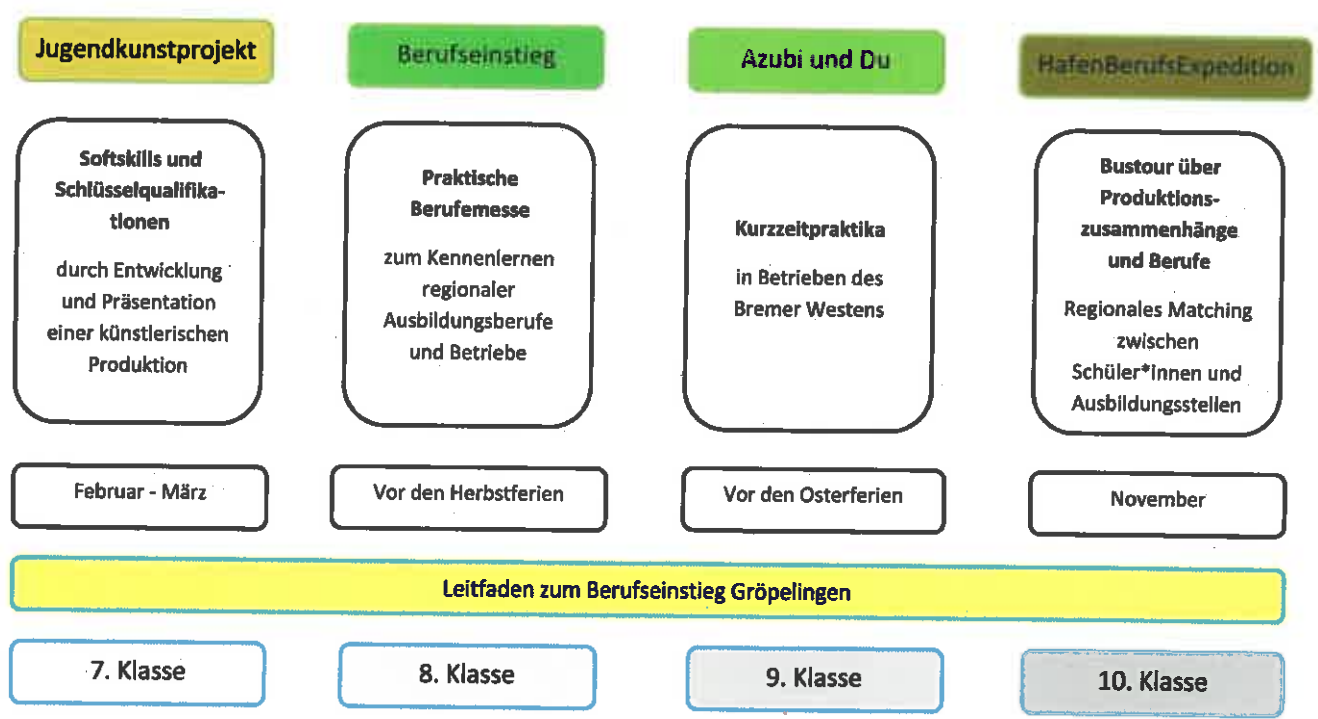 Jugendkunstprojekt
Berufseinstieg
Azubi und Du
HafenBerufsExpedition
Softskills und
Schlüsselqualifika-
tionen
durch Entwicklung
und Präsentation
einer künstlerischen
Produktion
Praktische
Berufemesse
zum Kennenlernen
regionaler
Ausbildungsberufe
und Betriebe
Kurzzeitpraktika
in Betrieben des
Bremer Westens
Bustour über
Produktions-
zusammenhänge
und Berufe
Regionales Matching
zwischen
Schüler*innen und
Ausbildungsstellen
Februar - März
Vor den Herbstferien
Vor den Osterferien
November
Leitfaden zum Berufseinstieg Gröpelingen
7. Klasse
8. Klasse
9. Klasse
10. Klasse